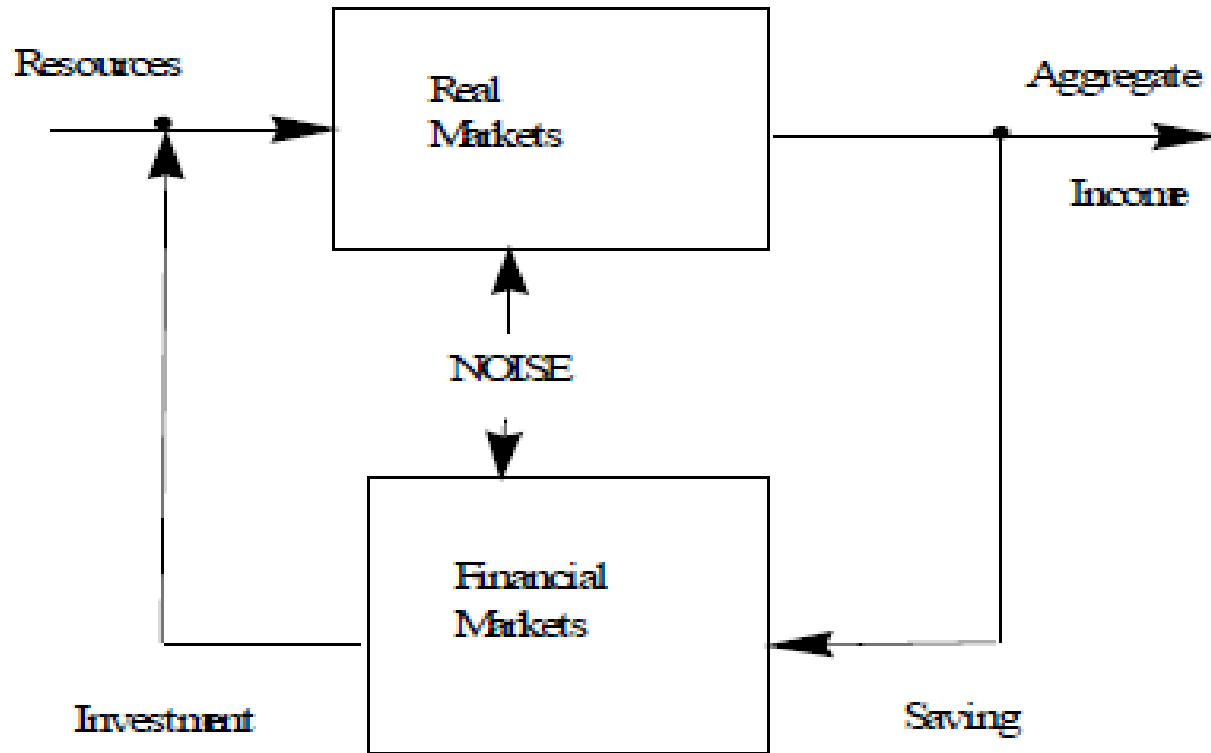 Resources
Real
Markets
Aggregate
Income
NOISE
Financial
Markets
Investment
Saving